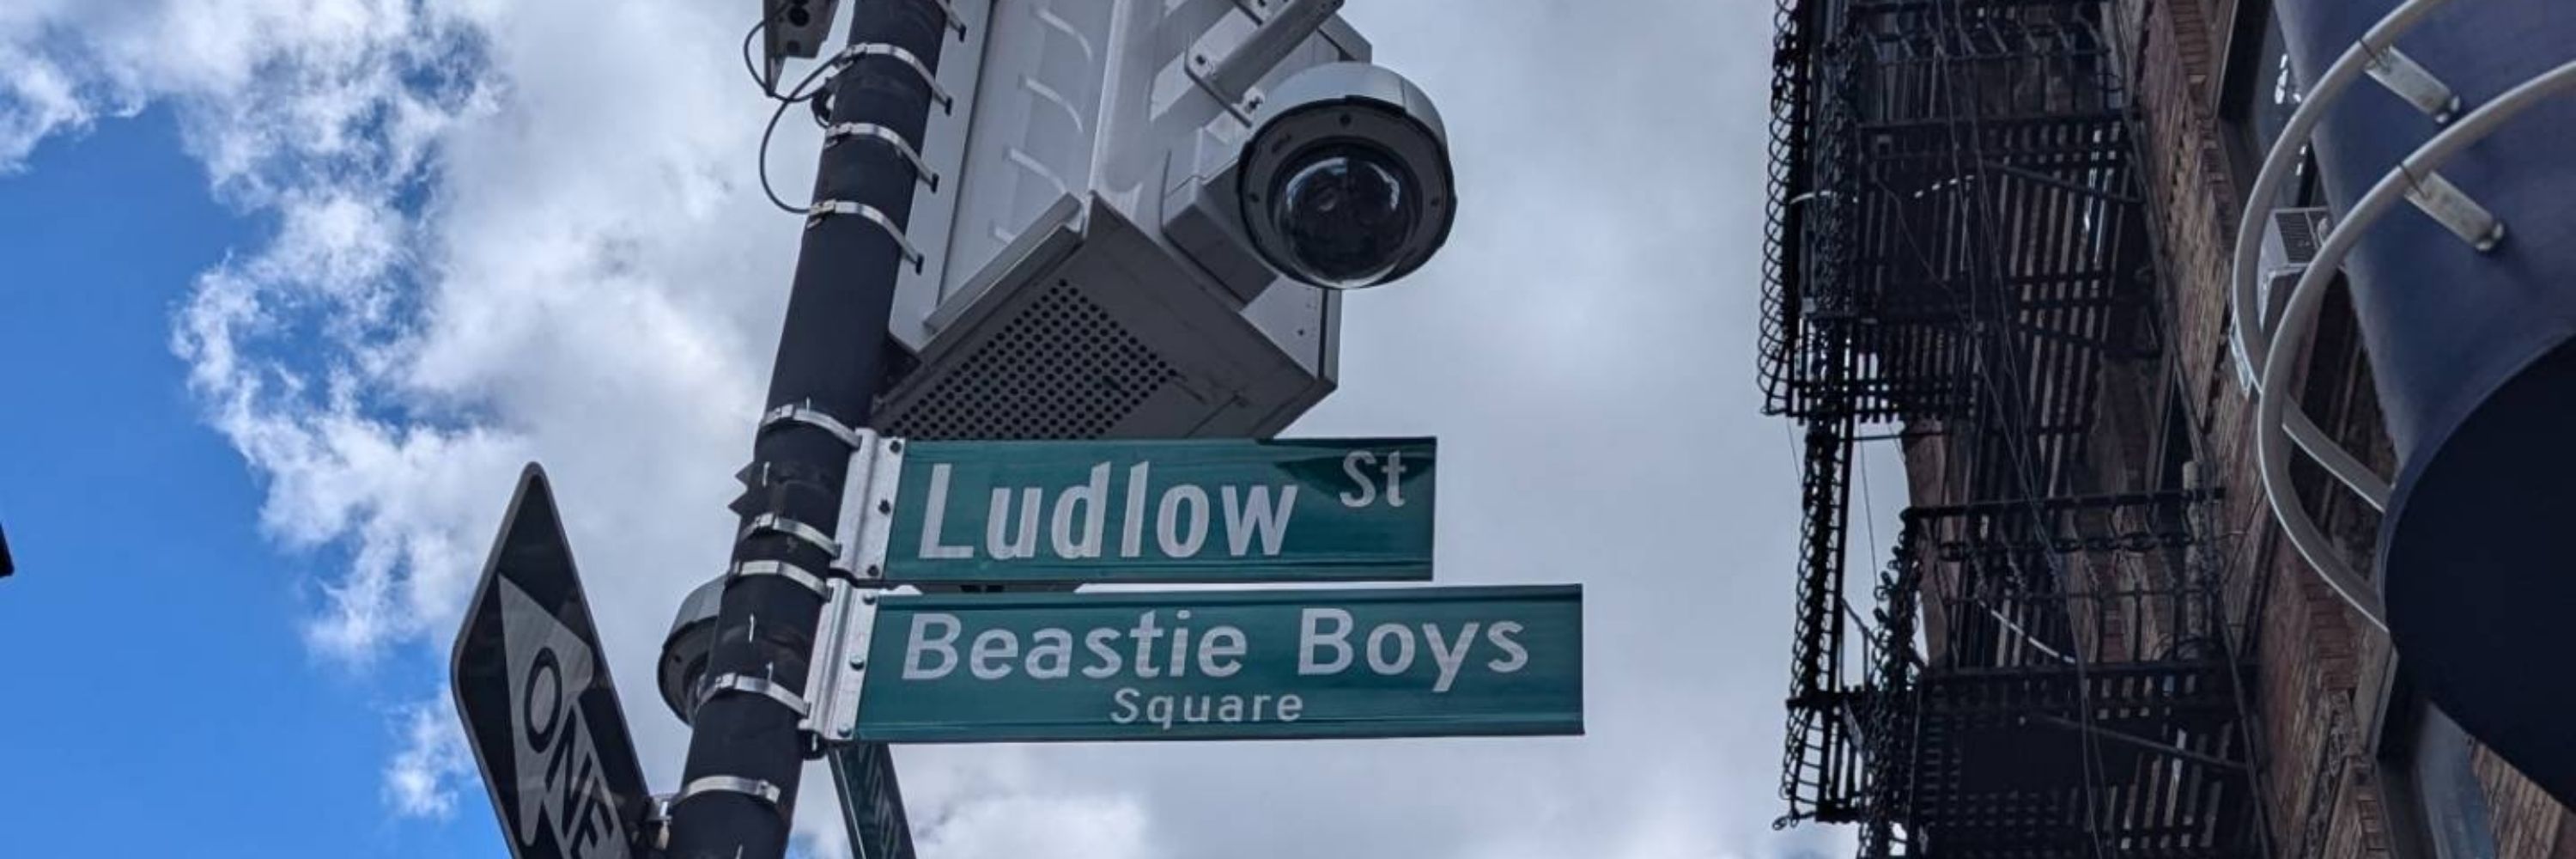 Ludlow St
Beastie Boys
Square
ONE